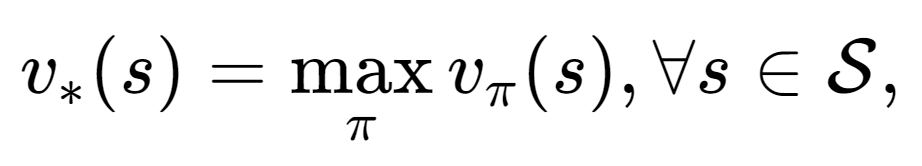 v_*(s) = max_π v_π(s), ∀s ∈ 𝒮,